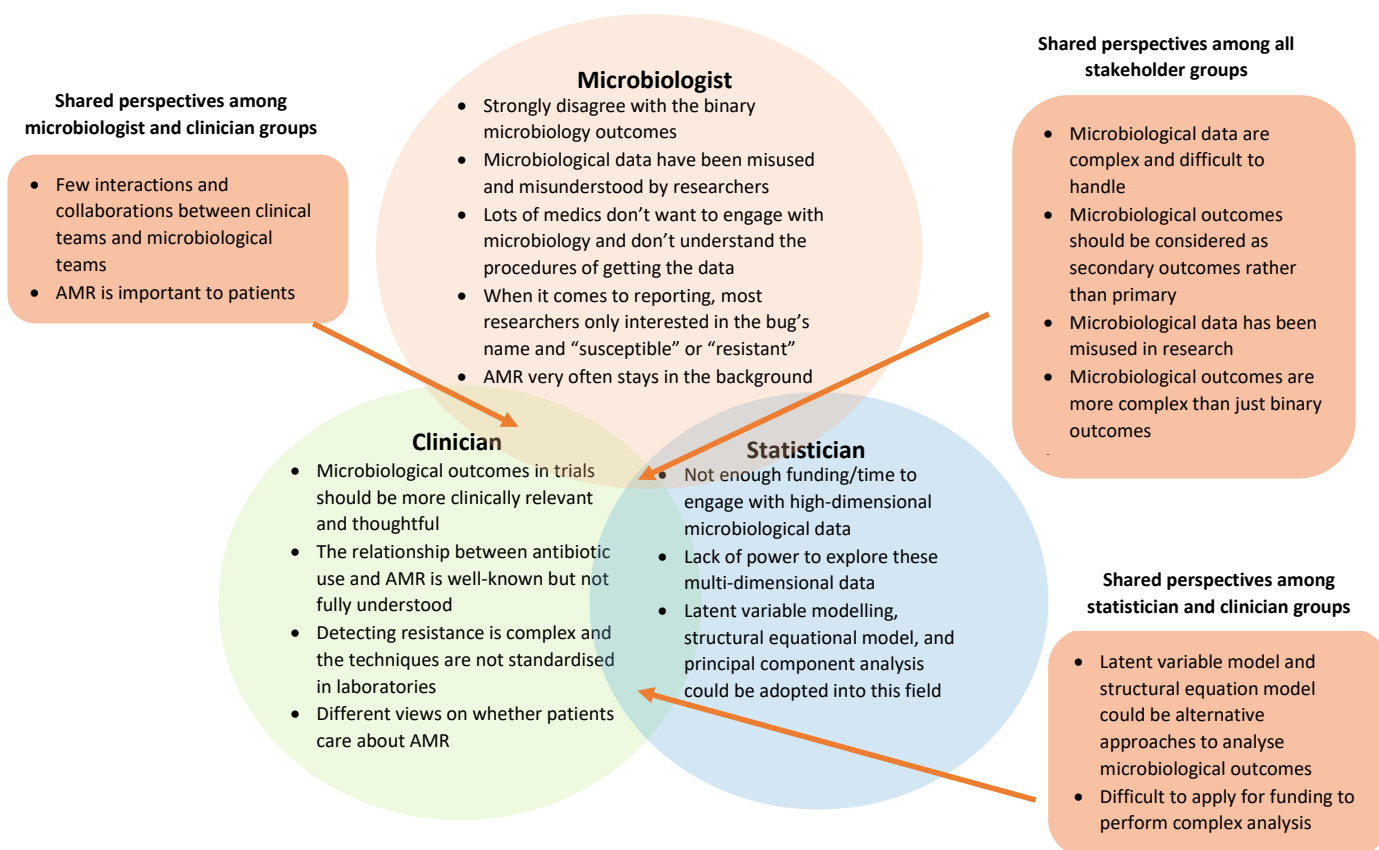 Shared perspectives among
microbiologist and clinician groups
• Few interactions and
collaborations between clinical
teams and microbiological
teams
• AMR is important to patients
Microbiologist
• Strongly disagree with the binary
microbiology outcomes
• Microbiological data have been misused
and misunderstood by researchers
• Lots of medics don’t want to engage with
microbiology and don’t understand the
procedures of getting the data
• When it comes to reporting, most
researchers only interested in the bug’s
name and “susceptible” or “resistant”
• AMR very often stays in the background
Shared perspectives among all
stakeholder groups
• Microbiological data are
complex and difficult to
handle
• Microbiological outcomes
should be considered as
secondary outcomes rather
than primary
• Microbiological data has been
misused in research
• Microbiological outcomes are
more complex than just binary
outcomes
Clinician
• Microbiological outcomes in trials
should be more clinically relevant
and thoughtful
• The relationship between antibiotic
use and AMR is well-known but not
fully understood
• Detecting resistance is complex and
the techniques are not standardised
in laboratories
• Different views on whether patients
care about AMR
Statistician
• Not enough funding/time to
engage with high-dimensional
microbiological data
• Lack of power to explore these
multi-dimensional data
• Latent variable modelling,
structural equational model, and
principal component analysis
could be adopted into this field
Shared perspectives among
statistician and clinician groups
• Latent variable model and
structural equation model
could be alternative
approaches to analyse
microbiological outcomes
• Difficult to apply for funding to
perform complex analysis